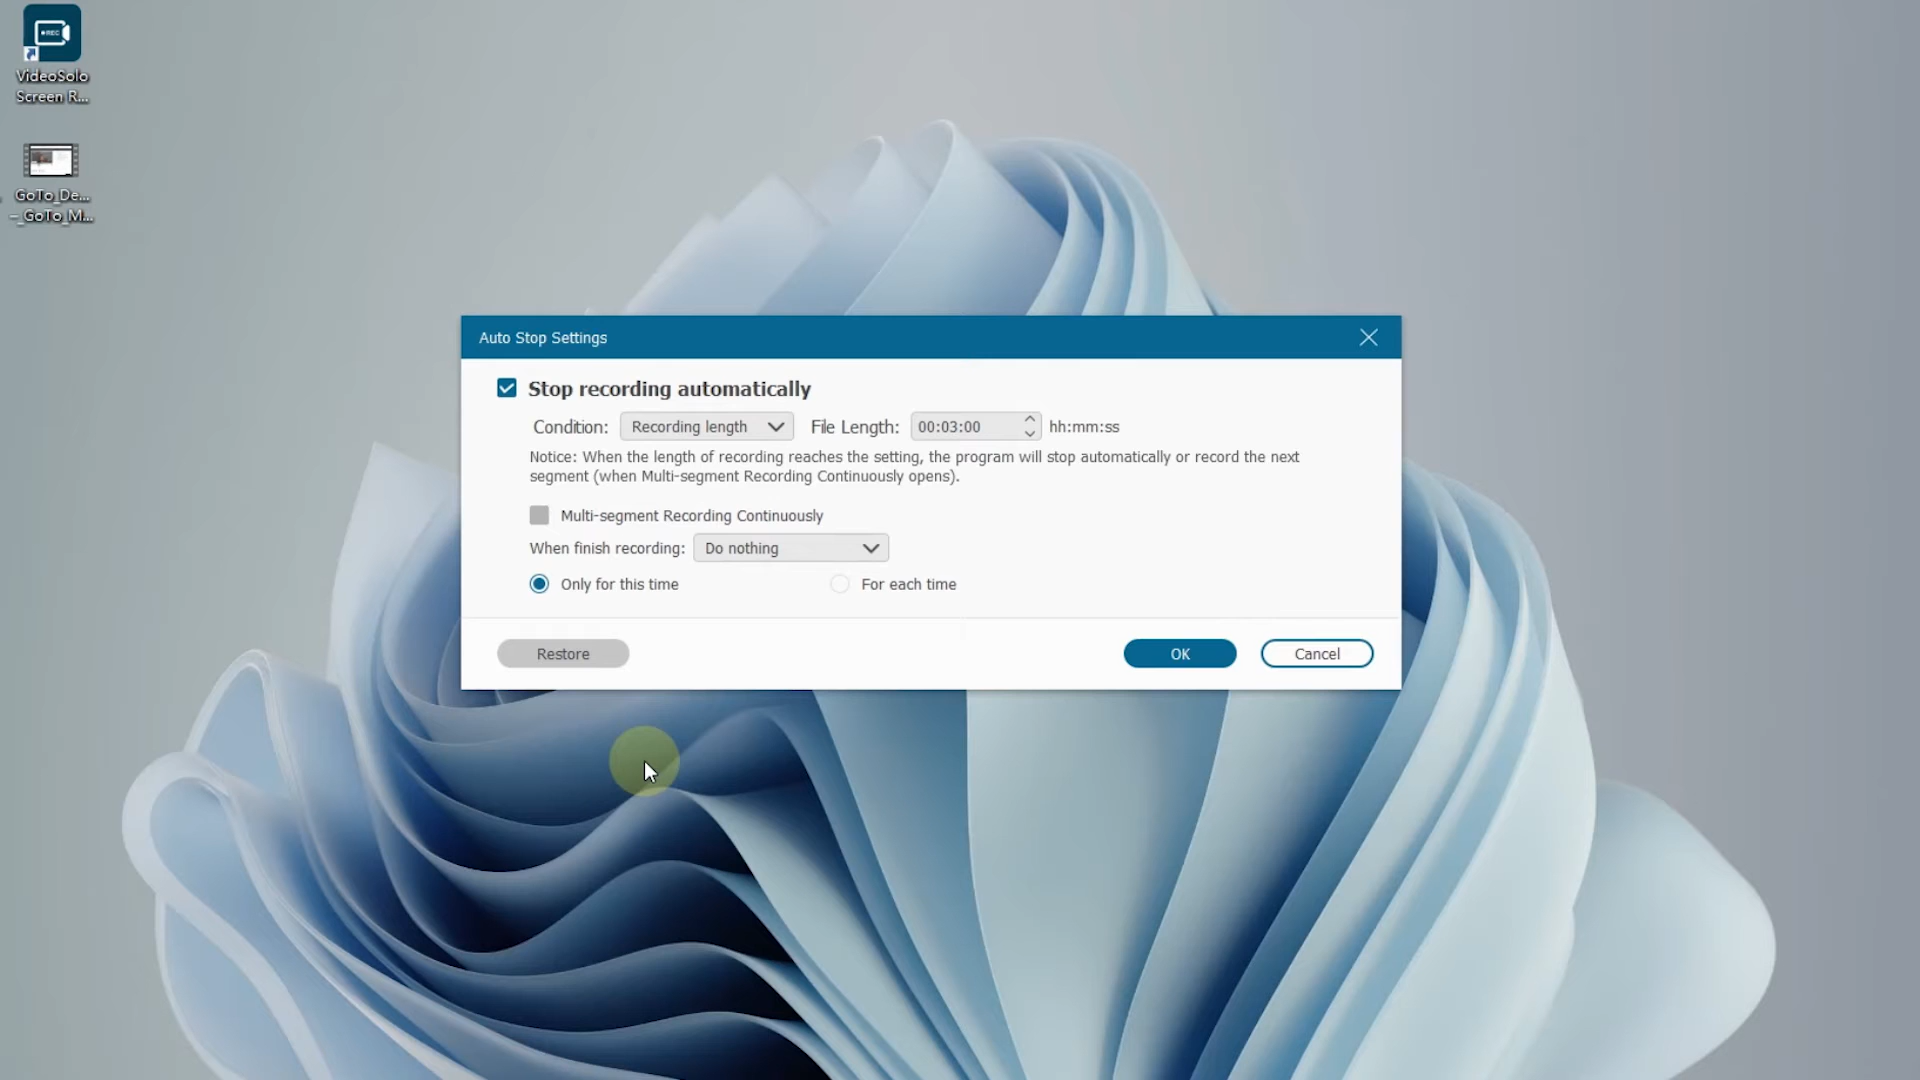 REC
VideoSolo
Screen R...
GoTo_De...
–_GoTo_M...
Auto Stop Settings
Stop recording automatically
Condition: Recording length File Length: 00:03:00 hh:mm:ss
Notice: When the length of recording reaches the setting, the program will stop automatically or record the next
segment (when Multi-segment Recording Continuously opens).
Multi-segment Recording Continuously
When finish recording: Do nothing
Only for this time For each time
Restore OK Cancel